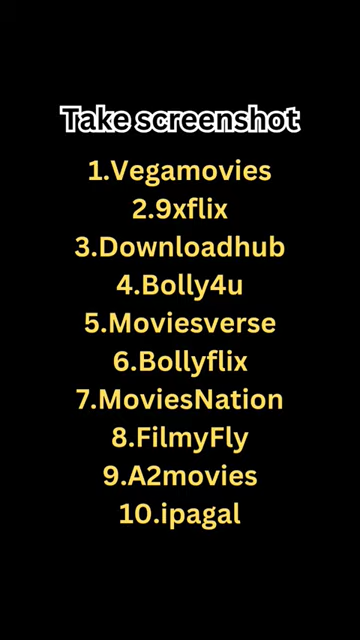 Take screenshot
1.Vegamovies
2.9xflix
3.Downloadhub
4.Bolly4u
5.Moviesverse
6.Bollyflix
7.MoviesNation
8.FilmyFly
9.A2movies
10.ipagal